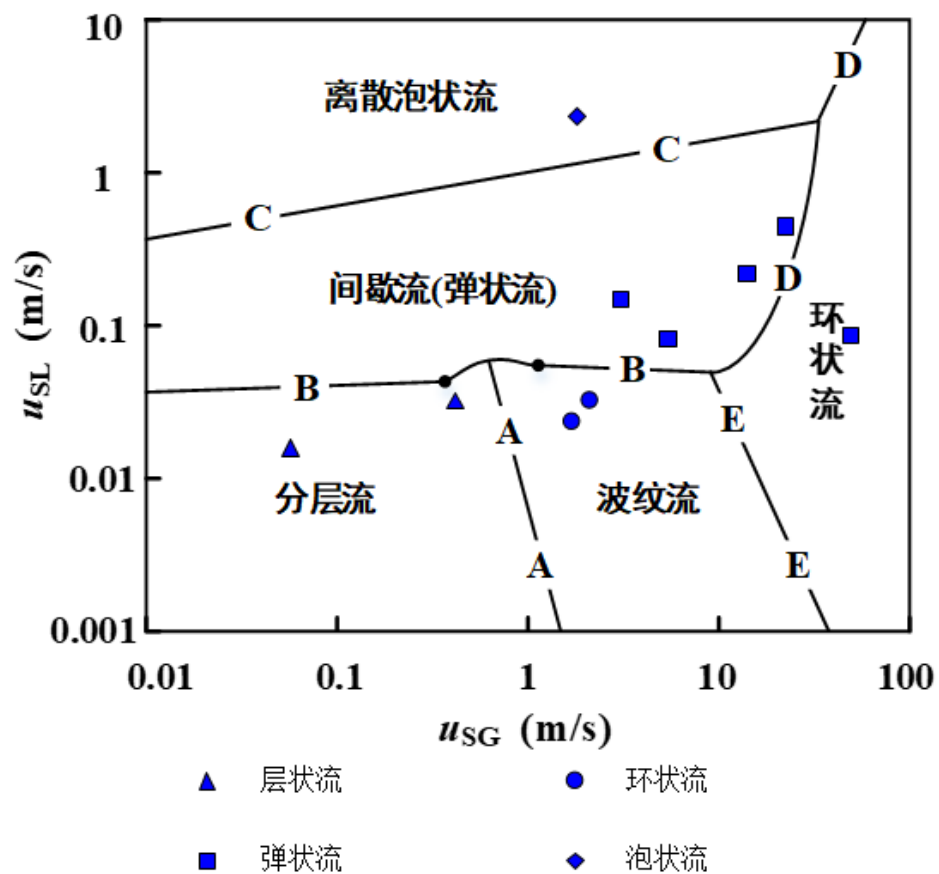 10
D
离散泡状流
C
1
C
间歇流(弹状流)
D
0.1
环状流
B
B
E
A
0.01
分层流
波纹流
A
E
0.001
uSL (m/s)
0.01 0.1 1 10 100
uSG (m/s)
层状流 环状流
弹状流 泡状流